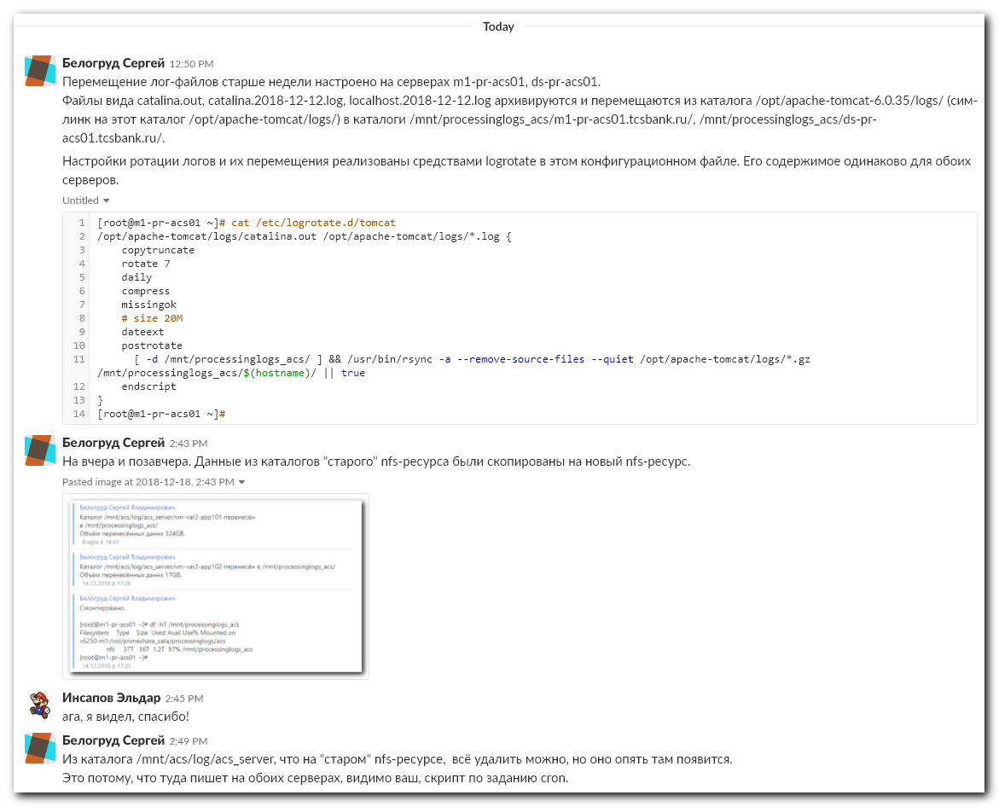 Today
Белогруд Сергей 12:50 PM
Перемещение лог-файлов старше недели настроено на серверах m1-pr-acs01, ds-pr-acs01.
Файлы вида catalina.out, catalina.2018-12-12.log, localhost.2018-12-12.log архивируются и перемещаются из каталога /opt/apache-tomcat-6.0.35/logs/ (сим-
линк на этот каталог /opt/apache-tomcat/logs/) в каталоги /mnt/processinglogs_acs/m1-pr-acs01.tcsbank.ru/, /mnt/processinglogs_acs/ds-pr-
acs01.tcsbank.ru/.
Настройки ротации логов и их перемещения реализованы средствами logrotate в этом конфигурационном файле. Его содержимое одинаково для обоих
серверов.
Untitled
1 [root@m1-pr-acs01 ~]# cat /etc/logrotate.d/tomcat
2 /opt/apache-tomcat/logs/catalina.out /opt/apache-tomcat/logs/*.log {
3 copytruncate
4 rotate 7
5 daily
6 compress
7 missingok
8 # size 20M
9 dateext
10 postrotate
11 [ -d /mnt/processinglogs_acs/ ] && /usr/bin/rsync -a --remove-source-files --quiet /opt/apache-tomcat/logs/*.gz
/mnt/processinglogs_acs/$(hostname)/ || true
12 endscript
13 }
14 [root@m1-pr-acs01 ~]#
Белогруд Сергей 2:43 PM
На вчера и позавчера. Данные из каталогов "старого" nfs-ресурса были скопированы на новый nfs-ресурс.
Pasted image at 2018-12-18, 2:43 PM
Белогруд Сергей Владимирович
Каталог /mnt/acs/log/acs_server/vm-var2-app101 перенесён
в /mnt/processinglogs_acs/
Объём перенесённых данных 324GB.
Вчера в 14:47
Белогруд Сергей Владимирович
Каталог /mnt/acs/log/acs_server/vm-var2-app102 перенесён в /mnt/processinglogs_acs/
Объём перенесённых данных 17GB.
14.12.2018 в 17:26
Белогруд Сергей Владимирович
Смонтировано.
[root@m1-pr-acs01 ~]# df -hT /mnt/processinglogs_acs
Filesystem Type Size Used Avail Use% Mounted on
v6250-m1:/vol/primeshare_sata/processinglogs/acs
nfs 37T 36T 1.2T 97% /mnt/processinglogs_acs
[root@m1-pr-acs01 ~]#
14.12.2018 в 17:25
Инсапов Эльдар 2:45 PM
ага, я видел, спасибо!
Белогруд Сергей 2:49 PM
Из каталога /mnt/acs/log/acs_server, что на "старом" nfs-ресурсе, всё удалить можно, но оно опять там появится.
Это потому, что туда пишет на обоих серверах, видимо ваш, скрипт по заданию cron.